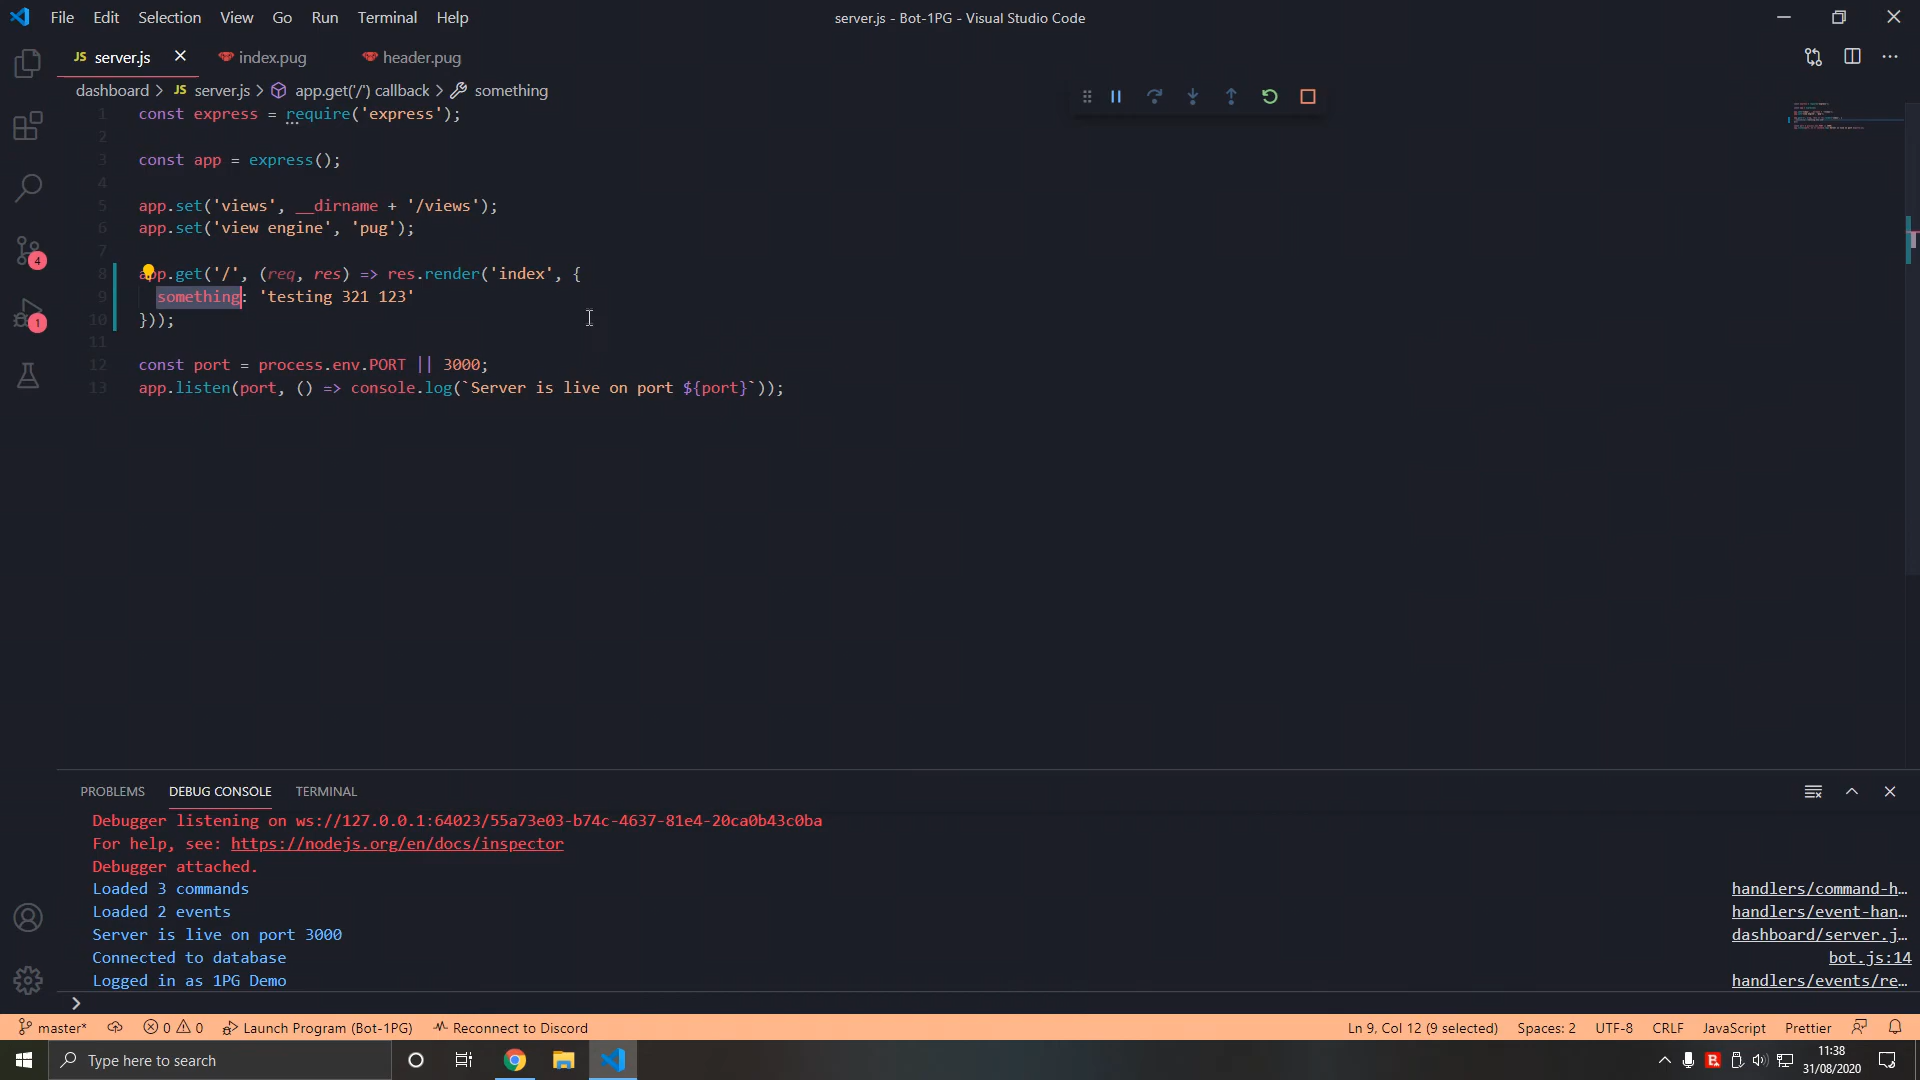 File Edit Selection View Go Run Terminal Help
server.js - Bot-1PG - Visual Studio Code
JS server.js index.pug header.pug
dashboard > JS server.js > app.get('/') callback > something
1 const express = require('express');
2
3 const app = express();
4
5 app.set('views', __dirname + '/views');
6 app.set('view engine', 'pug');
7
8 app.get('/', (req, res) => res.render('index', {
9 something: 'testing 321 123'
10 }));
11
12 const port = process.env.PORT || 3000;
13 app.listen(port, () => console.log(`Server is live on port ${port}`));
4
1
PROBLEMS DEBUG CONSOLE TERMINAL
Debugger listening on ws://127.0.0.1:64023/55a73e03-b74c-4637-81e4-20ca0b43c0ba
For help, see: https://nodejs.org/en/docs/inspector
Debugger attached.
Loaded 3 commands handlers/command-h…
Loaded 2 events handlers/event-han…
Server is live on port 3000 dashboard/server.j…
Connected to database bot.js:14
Logged in as 1PG Demo handlers/events/re…
>
master* 0 0 Launch Program (Bot-1PG) Reconnect to Discord Ln 9, Col 12 (9 selected) Spaces: 2 UTF-8 CRLF JavaScript Prettier
Type here to search
11:38
31/08/2020